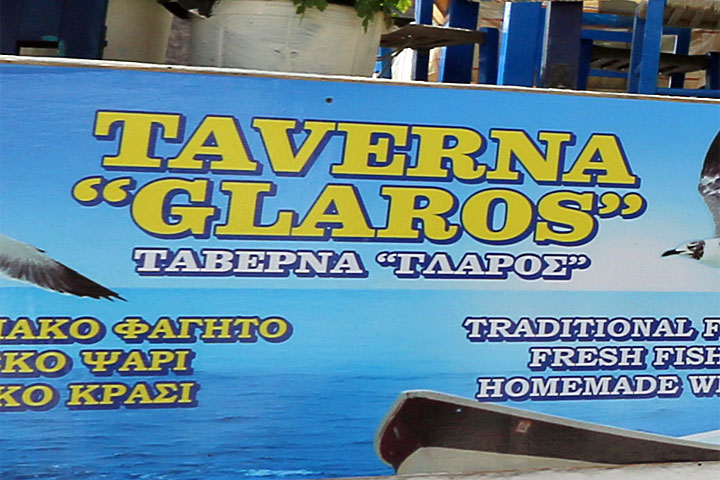 TAVERNA
“GLAROS”
ΤΑΒΕΡΝΑ “ΓΛΑΡΟΣ”
ΦΑΓΗΤΟ
ΨΑΡΙ
ΚΡΑΣΙ
TRADITIONAL
FRESH FISH
HOMEMADE